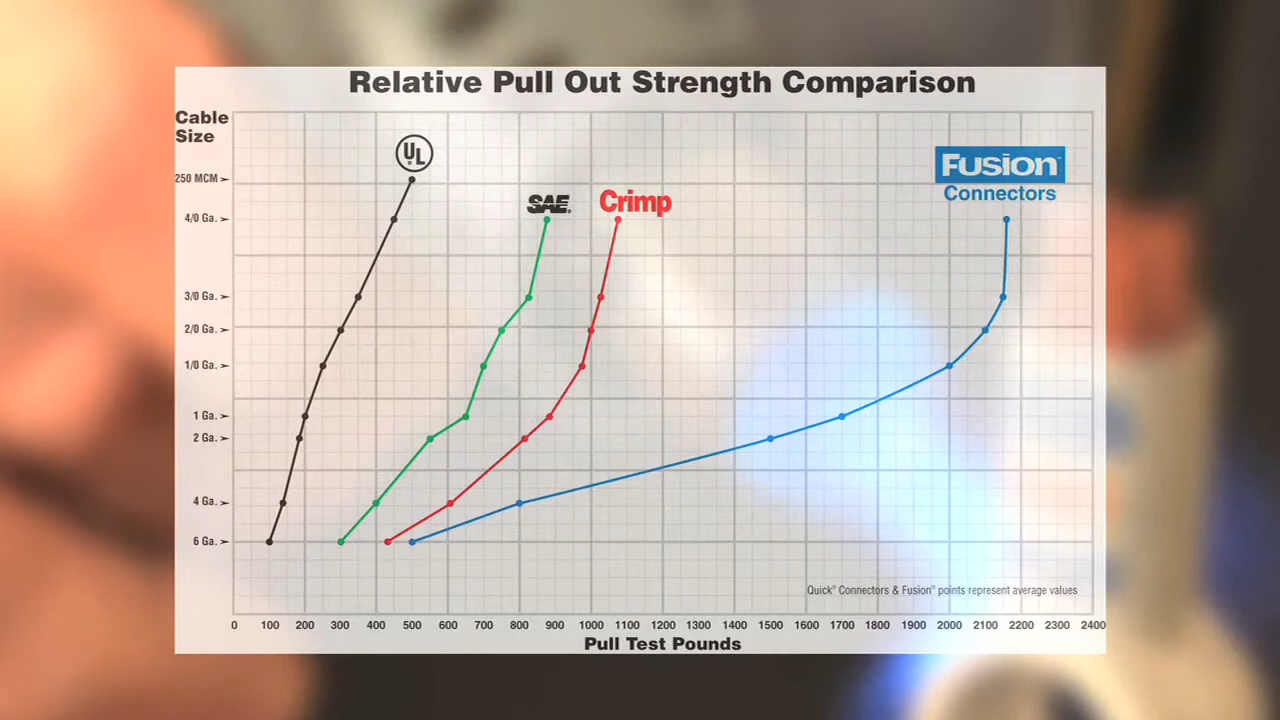 Relative Pull Out Strength Comparison
Cable
Size
UL
Fusion™
Connectors
250 MCM
SAE®
Crimp
4/0 Ga.
3/0 Ga.
2/0 Ga.
1/0 Ga.
1 Ga.
2 Ga.
4 Ga.
6 Ga.
Quick® Connectors & Fusion® points represent average values
0 100 200 300 400 500 600 700 800 900 1000 1100 1200 1300 1400 1500 1600 1700 1800 1900 2000 2100 2200 2300 2400
Pull Test Pounds